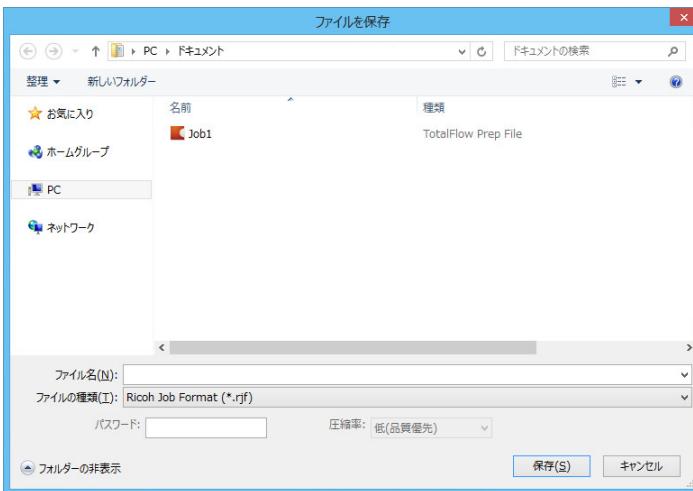 ファイルを保存
PC ドキュメント ドキュメントの検索
整理 新しいフォルダー
お気に入り
ホームグループ
PC
ネットワーク
名前 種類
Job1 TotalFlow Prep File
ファイル名(N):
ファイルの種類(T): Ricoh Job Format (*.rjf)
パスワード: 圧縮率: 低(品質優先)
フォルダーの非表示 保存(S) キャンセル